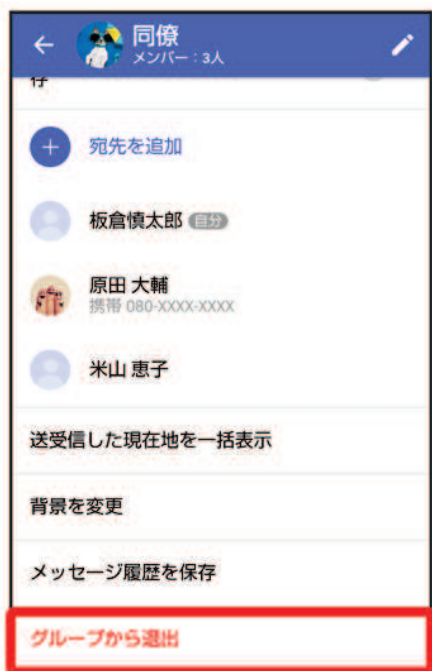 同僚
メンバー：3人
存
宛先を追加
板倉慎太郎 自分
原田 大輔
携帯 080-XXXX-XXXX
米山 恵子
送受信した現在地を一括表示
背景を変更
メッセージ履歴を保存
グループから退出